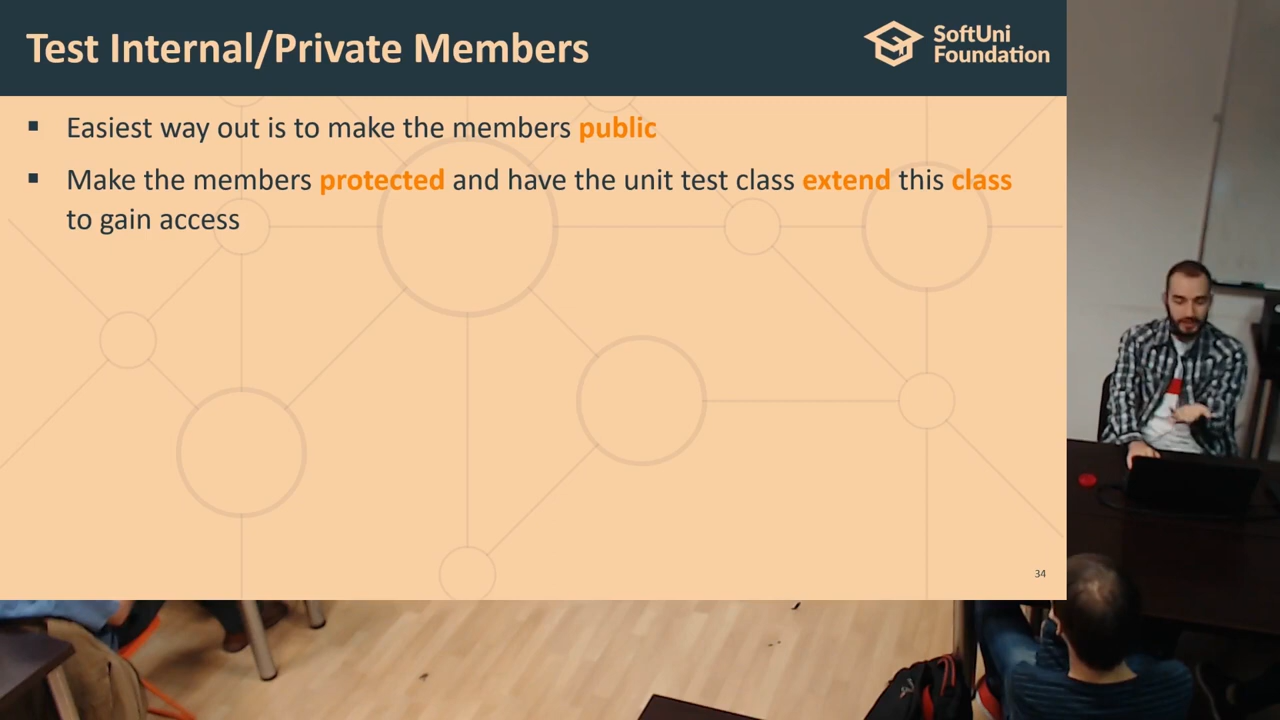 Test Internal/Private Members
SoftUni
Foundation
▪ Easiest way out is to make the members public
▪ Make the members protected and have the unit test class extend this class
to gain access
34